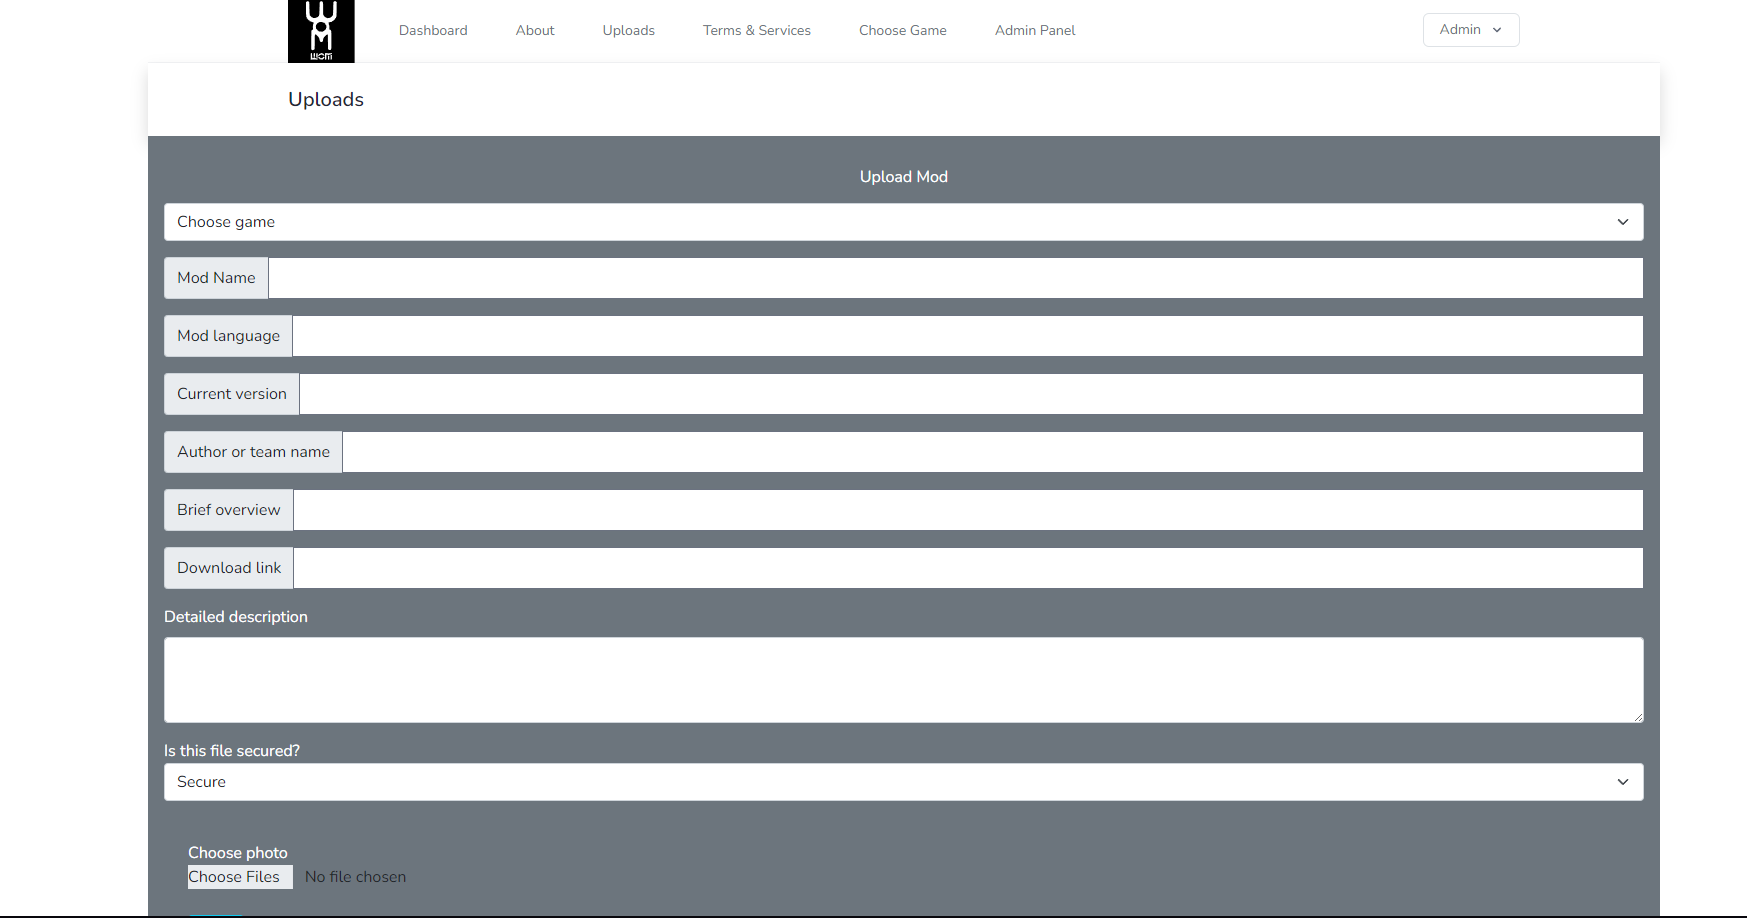 WOM
Dashboard About Uploads Terms & Services Choose Game Admin Panel Admin
Uploads
Upload Mod
Choose game
Mod Name
Mod language
Current version
Author or team name
Brief overview
Download link
Detailed description
Is this file secured?
Secure
Choose photo
Choose Files No file chosen